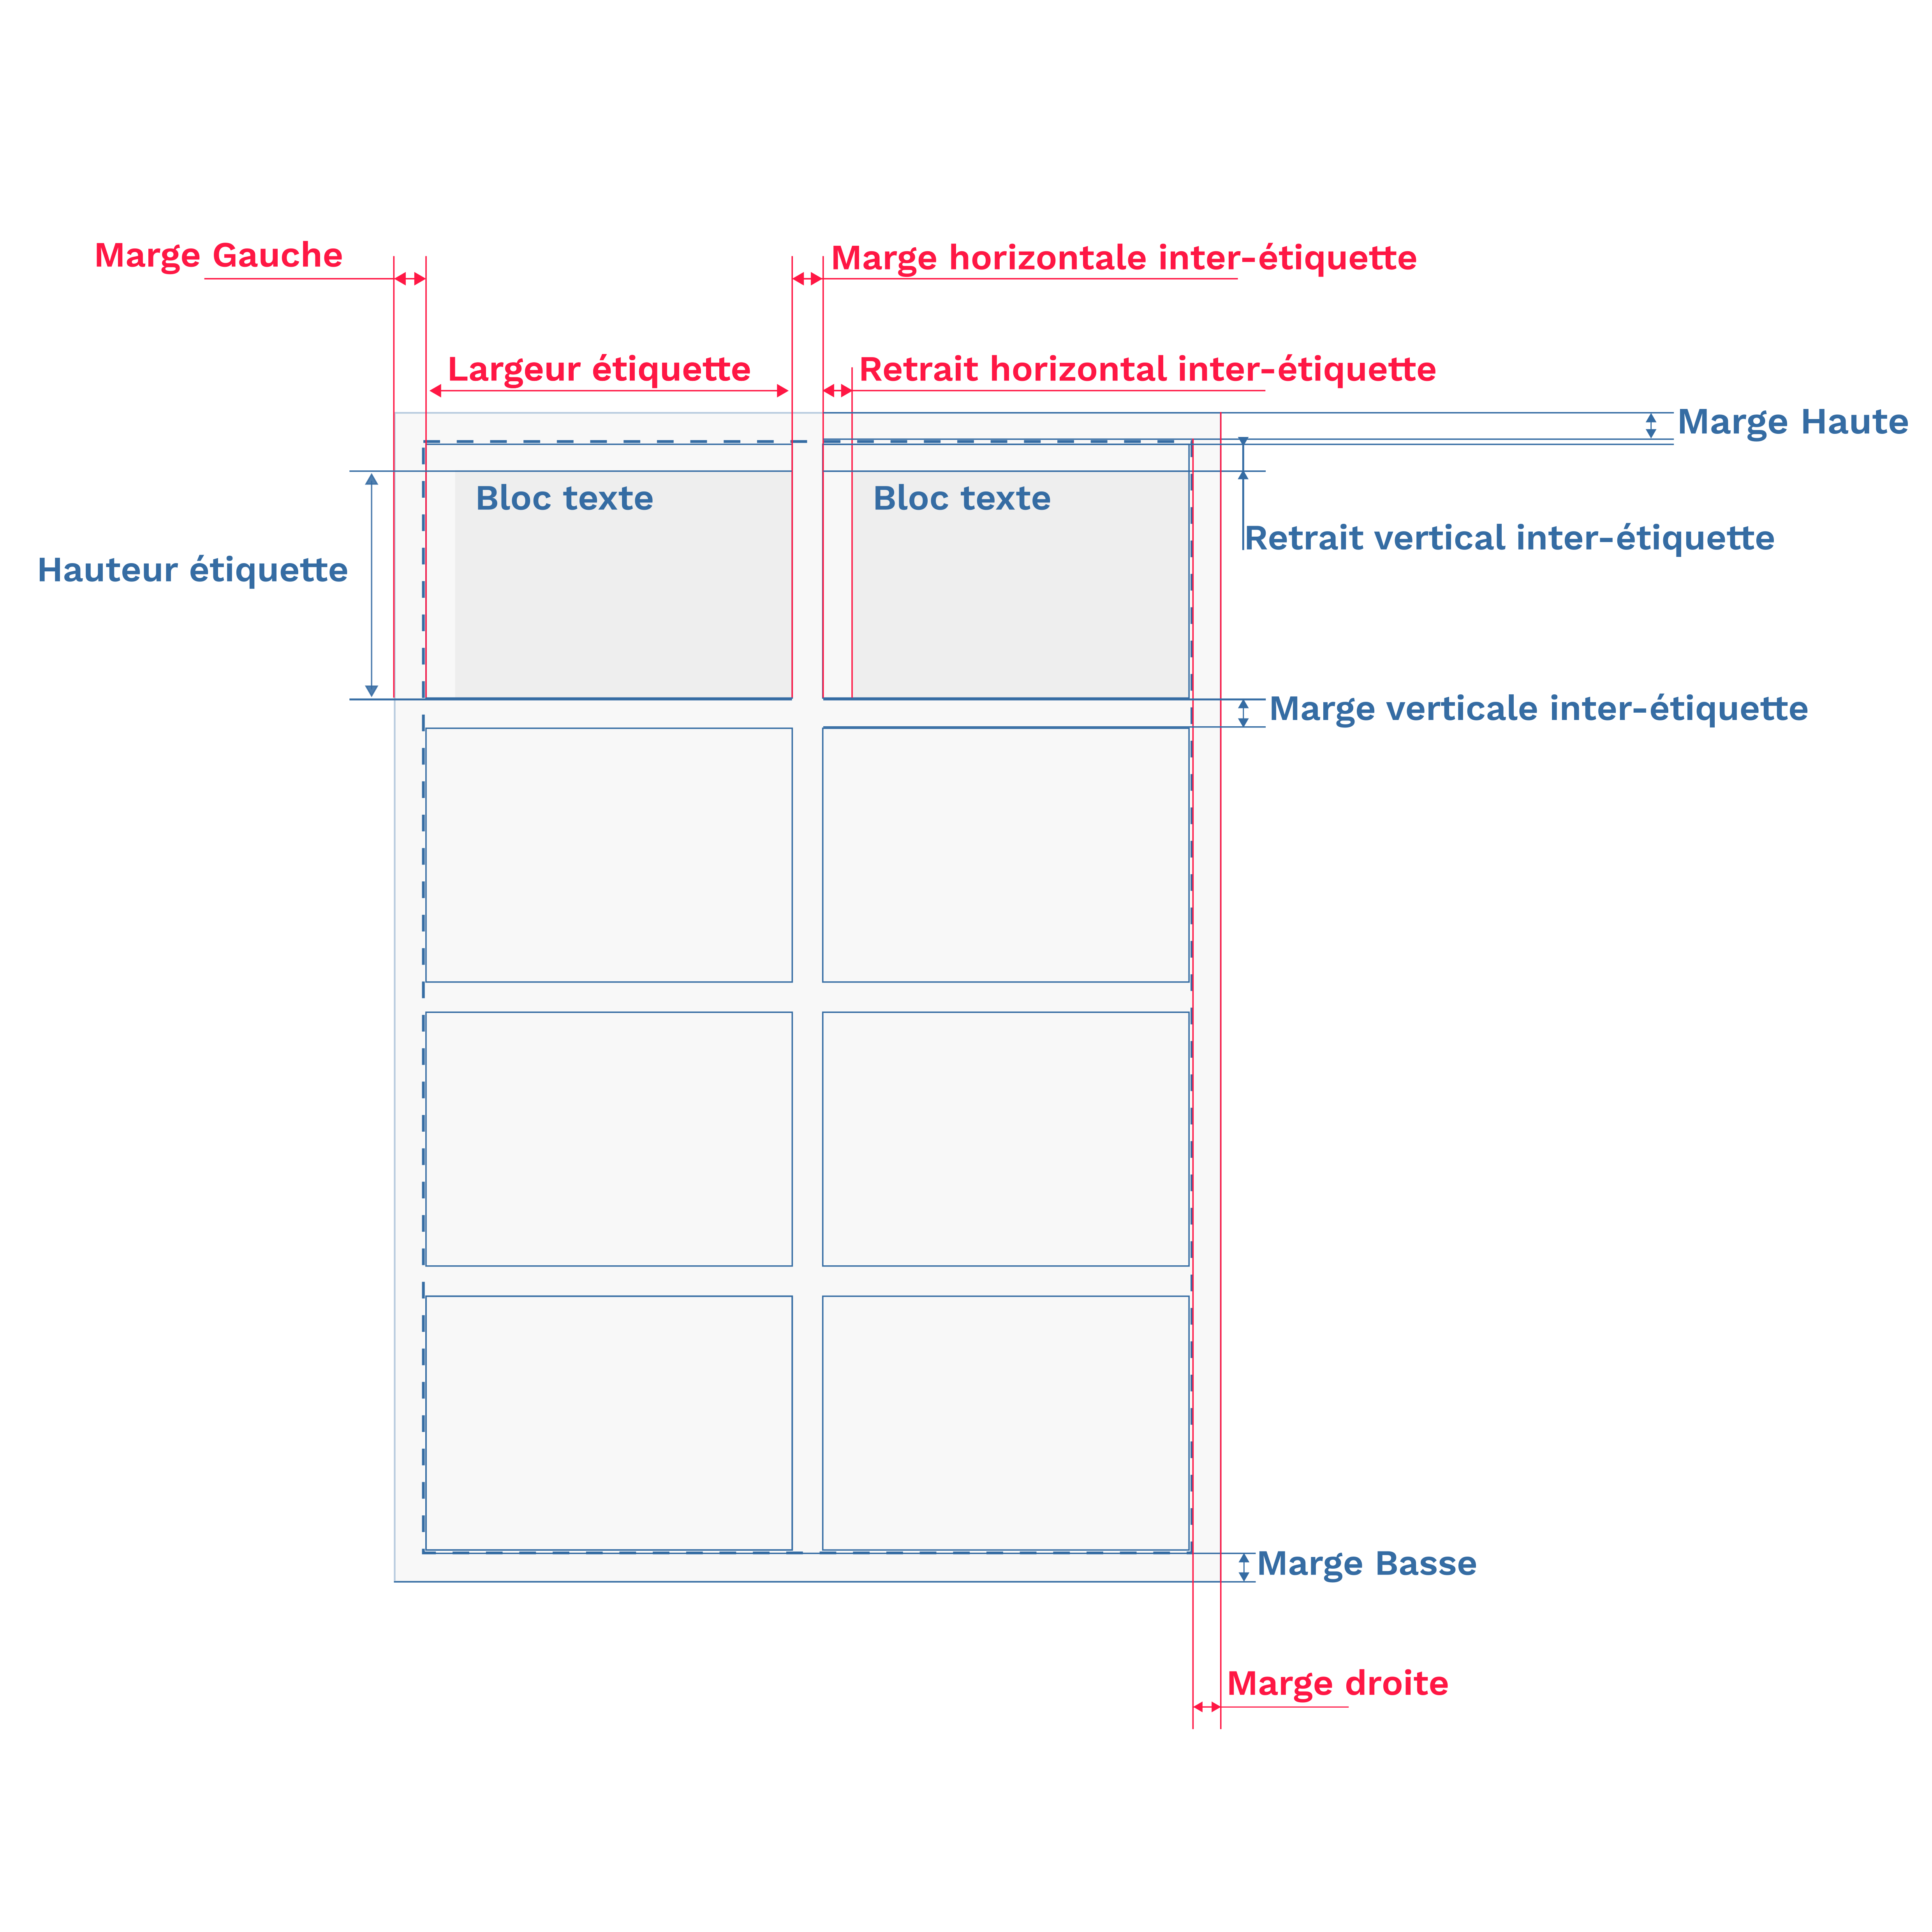 Marge Gauche
Marge horizontale inter-étiquette
Largeur étiquette
Retrait horizontal inter-étiquette
Marge Haute
Bloc texte
Bloc texte
Retrait vertical inter-étiquette
Hauteur étiquette
Marge verticale inter-étiquette
Marge Basse
Marge droite